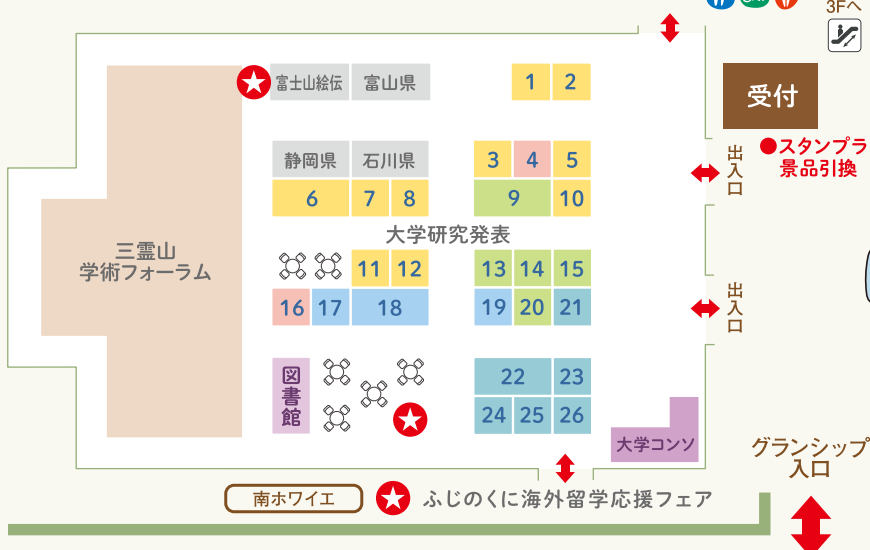 3Fへ
富士山絵伝 富山県 1 2
受付
静岡県 石川県 3 4 5
出入口
●スタンプラ
景品引換
6 7 8 9 10
大学研究発表
三霊山
学術フォーラム
11 12 13 14 15
16 17 18 19 20 21
出入口
図書館
22 23
24 25 26
大学コンソ
グランシップ
入口
南ホワイエ
ふじのくに海外留学応援フェア